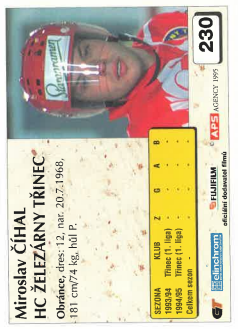 Staropramen
230
© APS AGENCY 1995
Miroslav ČÍHAL
HC ŽELEZÁRNY TŘINEC
Obránce, dres: 12, nar. 20.7.1968,
181 cm/74 kg, hůl P.
SEZONA KLUB Z G A B
1993/94 Třinec (1. liga) - - - -
1994/95 Třinec (1. liga) - - - -
Celkem sezon - - - - -
elinchrom
FUJIFILM
oficiální dodavatel filmů